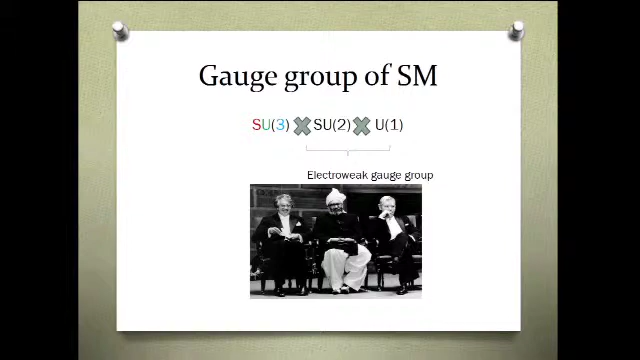 Gauge group of SM
SU(3) ✖ SU(2) ✖ U(1)
Electroweak gauge group